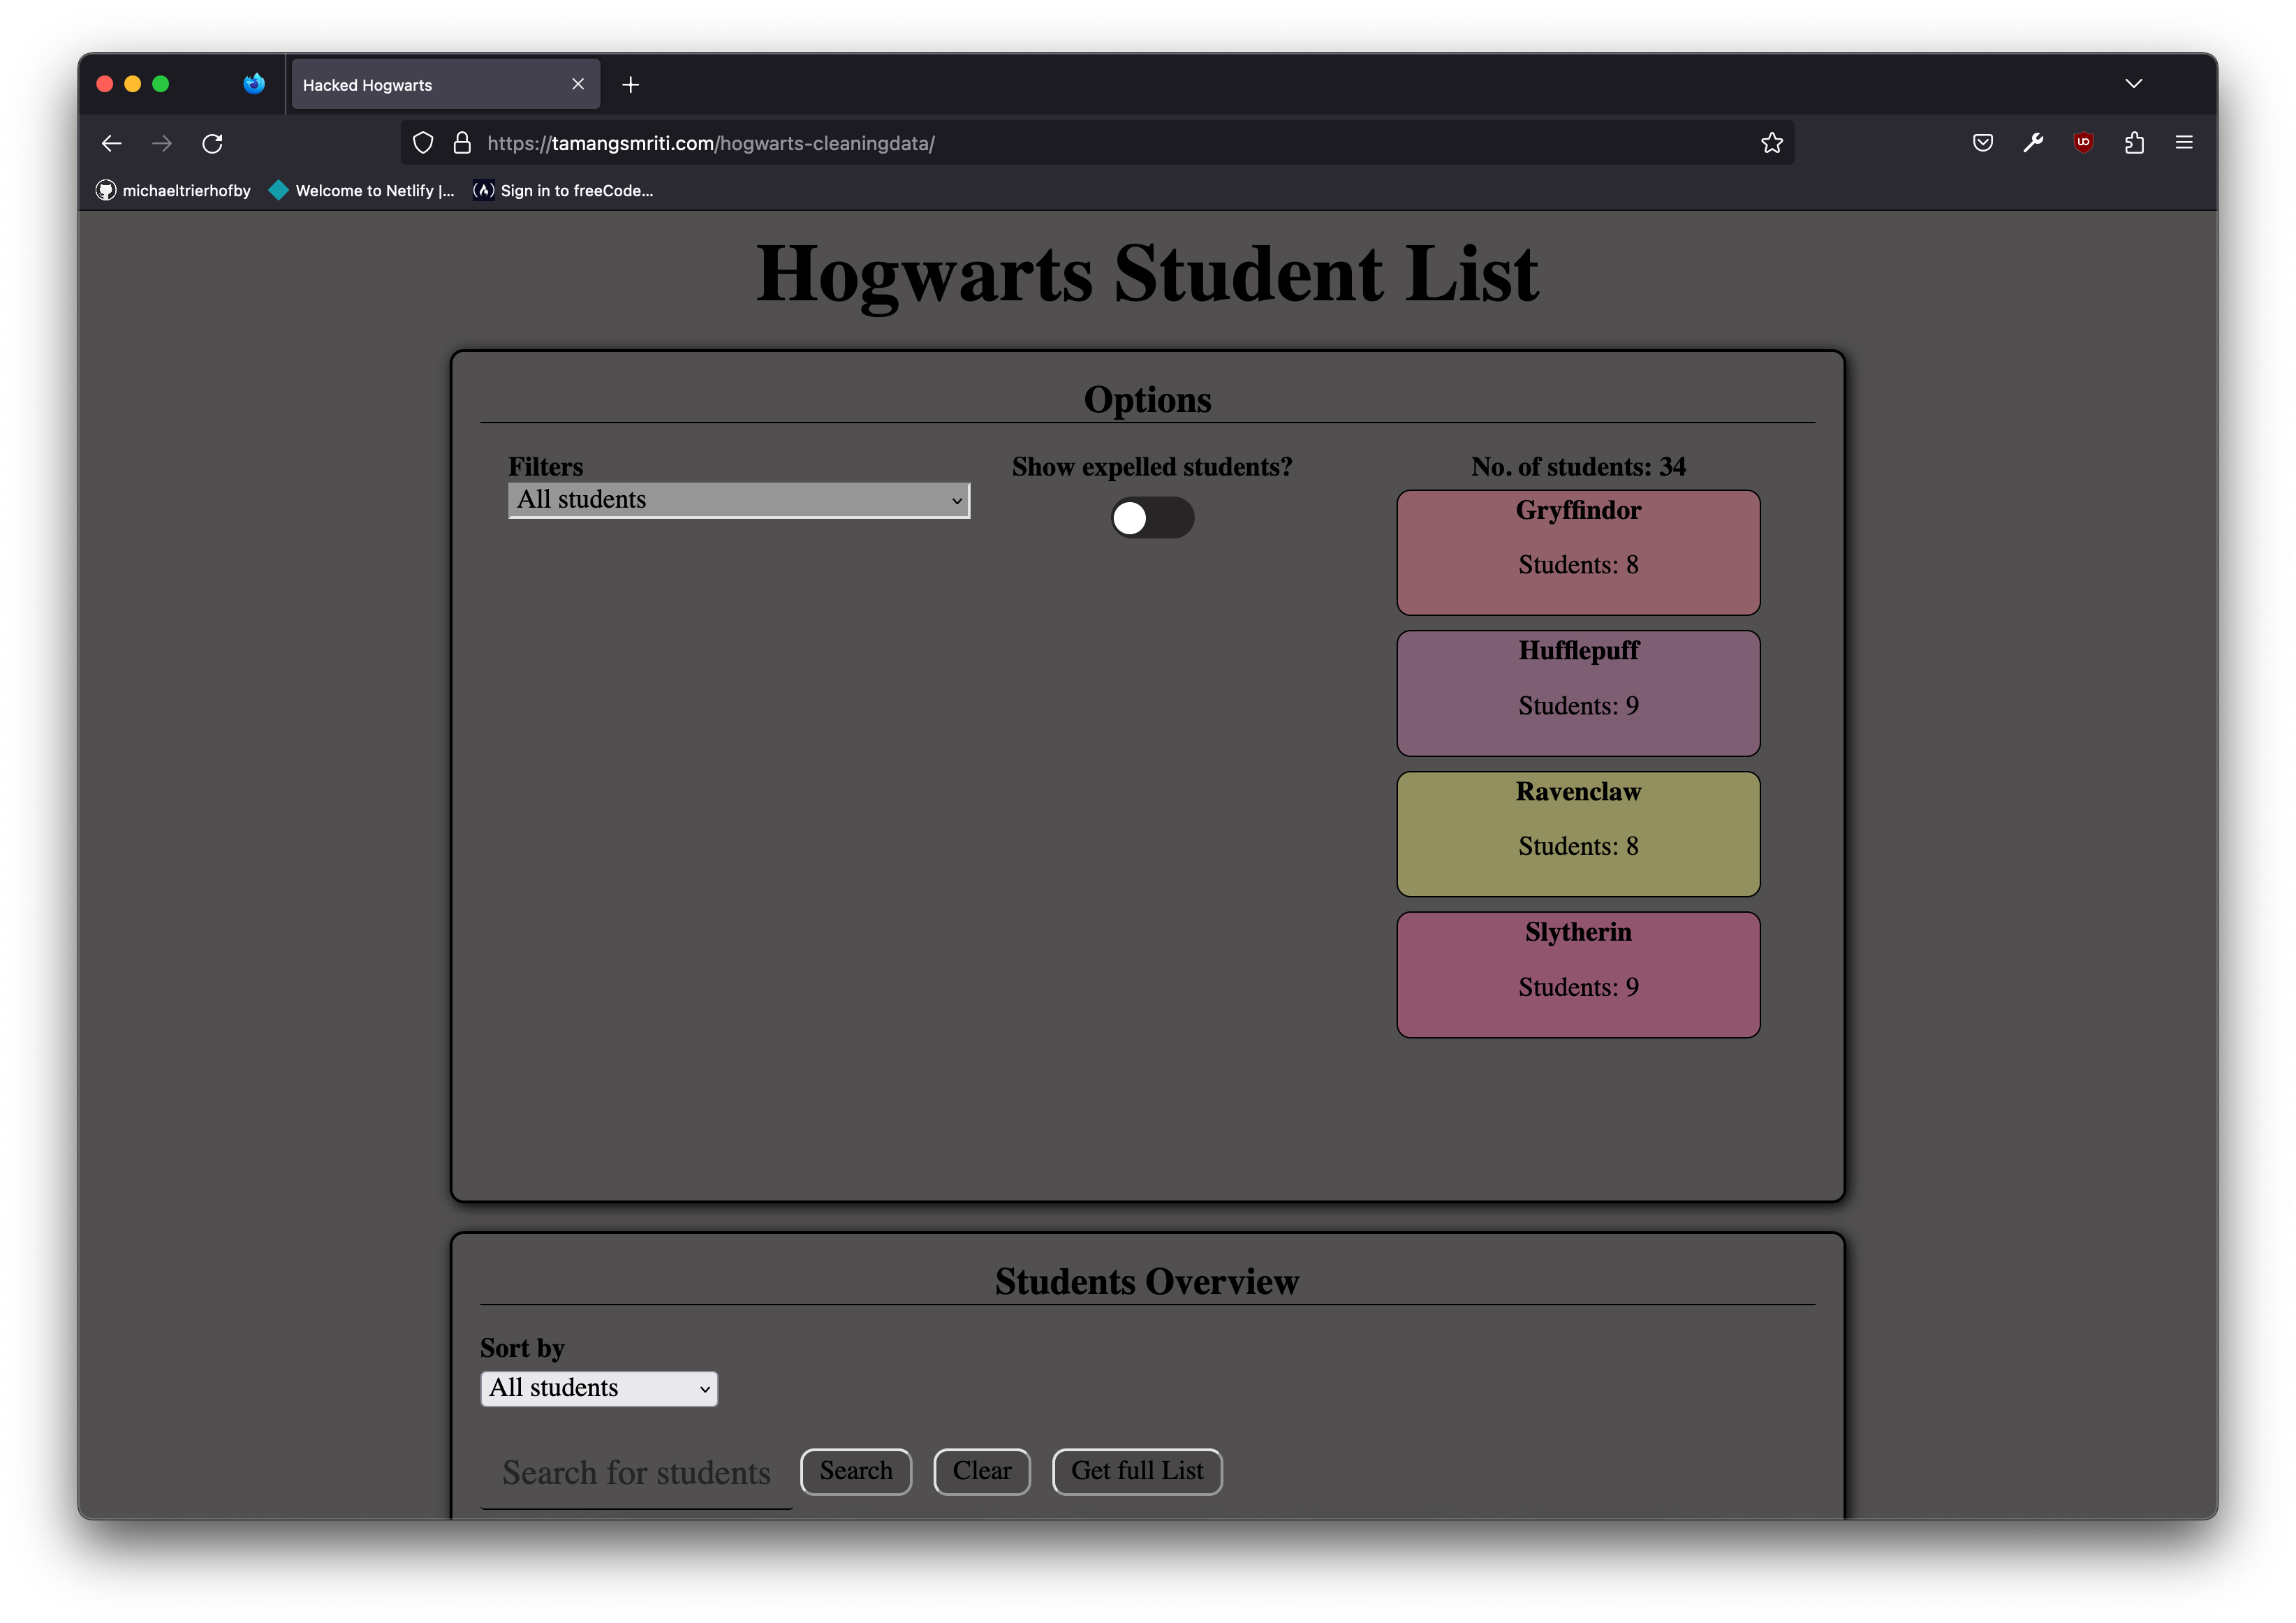 Hacked Hogwarts
https://tamangsmriti.com/hogwarts-cleaningdata/
michaeltrierhofby
Welcome to Netlify |...
Sign in to freeCode...
Hogwarts Student List
Options
Filters
All students
Show expelled students?
No. of students: 34
Gryffindor
Students: 8
Hufflepuff
Students: 9
Ravenclaw
Students: 8
Slytherin
Students: 9
Students Overview
Sort by
All students
Search for students
Search
Clear
Get full List